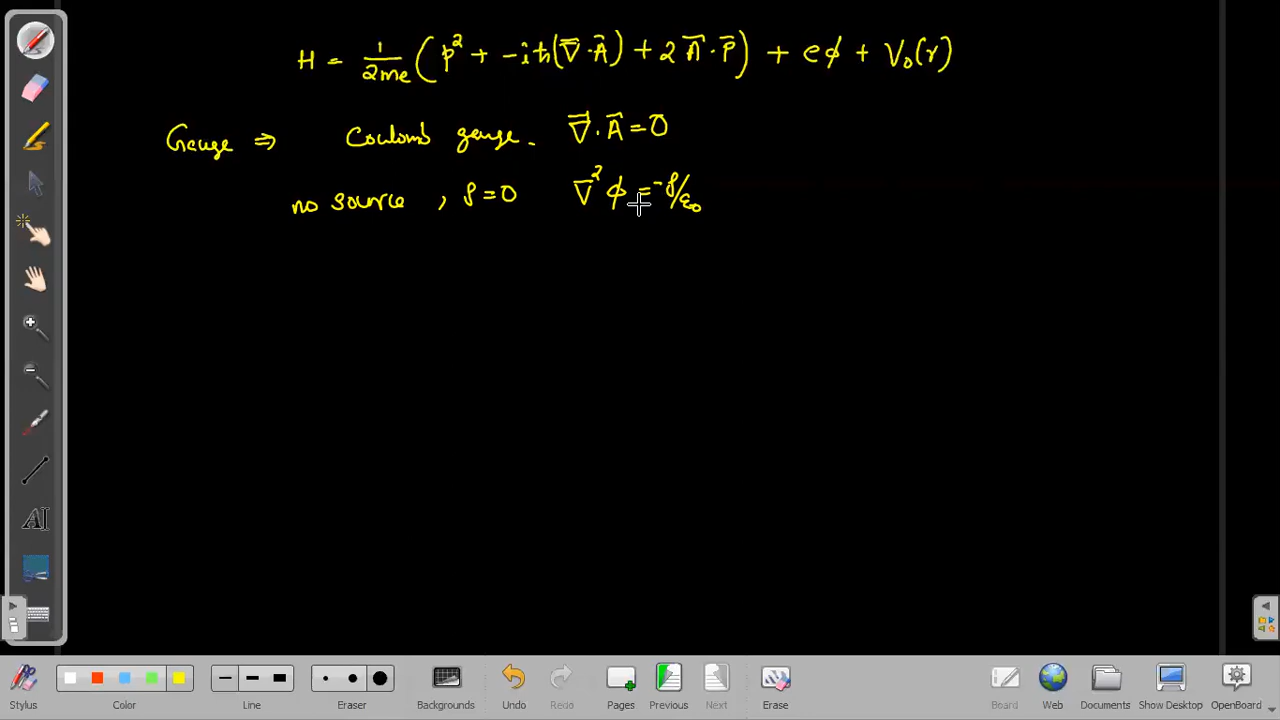 H = 1/2me (p² + -iħ(∇̅·A̅) + 2 A̅·P̅) + eϕ + V₀(r)
Gauge ⇒ Coulomb gauge. ∇̅·A̅ = 0
no source, ρ = 0 ∇²ϕ = -ρ/ε₀
Stylus
Color
Line
Eraser
Backgrounds
Undo
Redo
Pages
Previous
Next
Erase
Board
Web
Documents
Show Desktop
OpenBoard